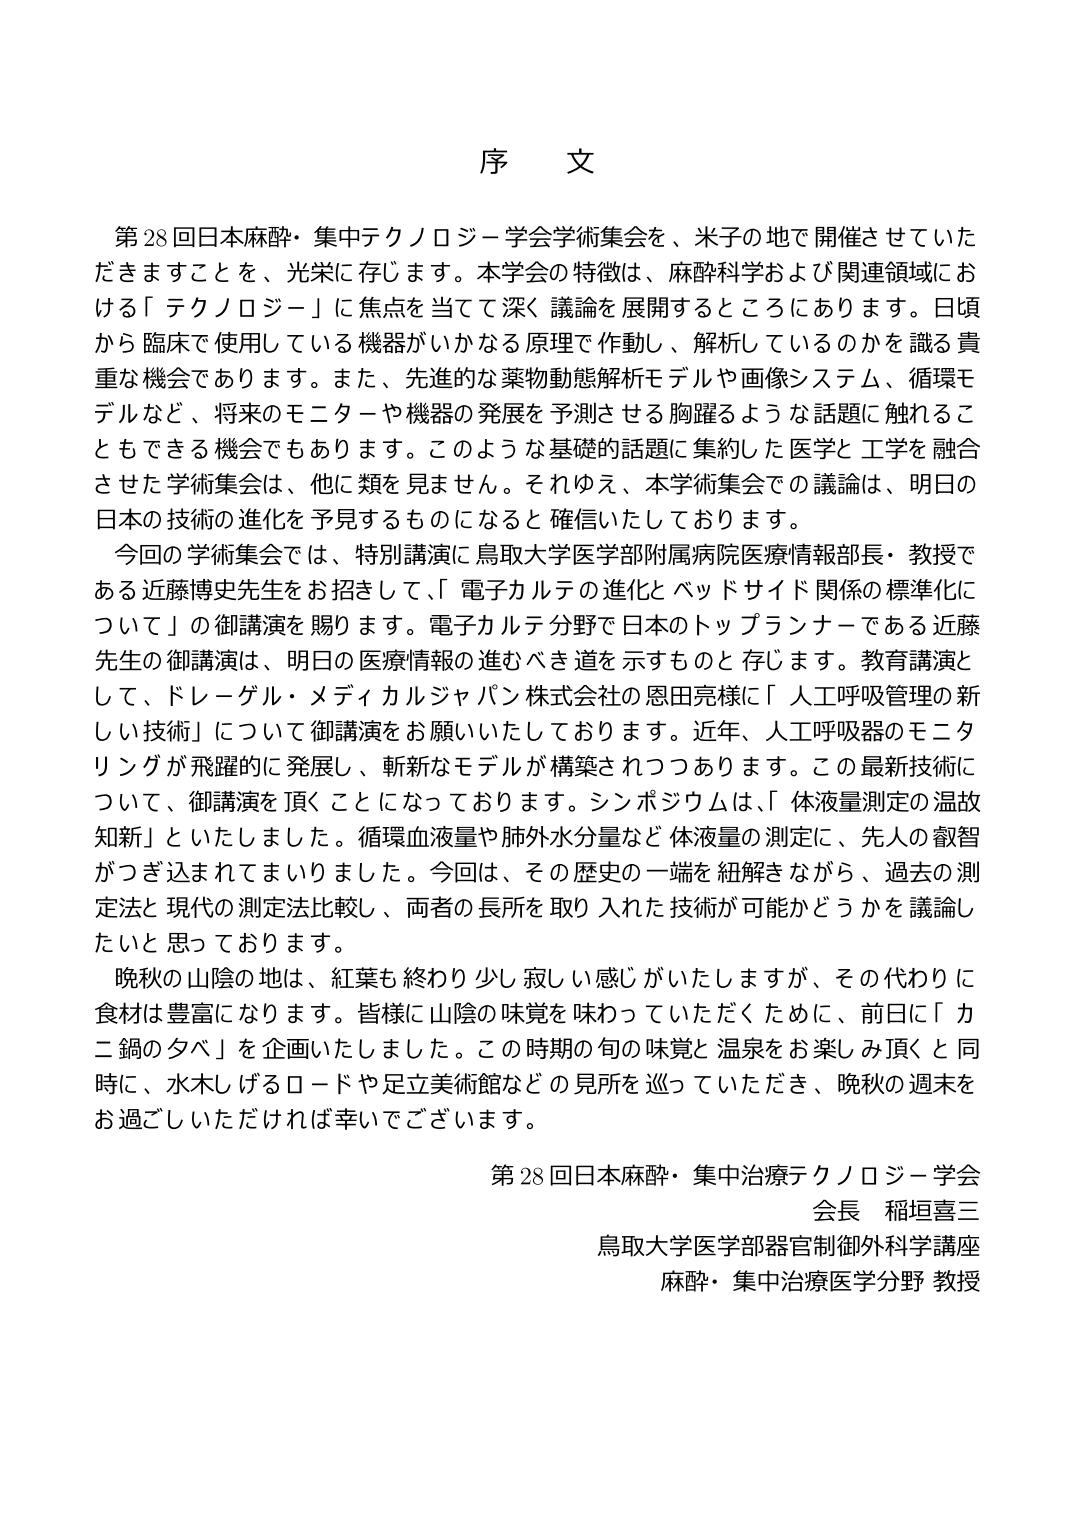 序　文
第28回日本麻酔・集中テクノロジー学会学術集会を、米子の地で開催させていた
だきますことを、光栄に存じます。本学会の特徴は、麻酔科学および関連領域にお
ける「テクノロジー」に焦点を当てて深く議論を展開するところにあります。日頃
から臨床で使用している機器がいかなる原理で作動し、解析しているのかを識る貴
重な機会であります。また、先進的な薬物動態解析モデルや画像システム、循環モ
デルなど、将来のモニターや機器の発展を予測させる胸躍るような話題に触れるこ
ともできる機会でもあります。このような基礎的話題に集約した医学と工学を融合
させた学術集会は、他に類を見ません。それゆえ、本学術集会での議論は、明日の
日本の技術の進化を予見するものになると確信いたしております。
今回の学術集会では、特別講演に鳥取大学医学部附属病院医療情報部長・教授で
ある近藤博史先生をお招きして、「電子カルテの進化とベッドサイド関係の標準化に
ついて」の御講演を賜ります。電子カルテ分野で日本のトップランナーである近藤
先生の御講演は、明日の医療情報の進むべき道を示すものと存じます。教育講演と
して、ドレーゲル・メディカルジャパン株式会社の恩田亮様に「人工呼吸管理の新
しい技術」について御講演をお願いいたしております。近年、人工呼吸器のモニタ
リングが飛躍的に発展し、斬新なモデルが構築されつつあります。この最新技術に
ついて、御講演を頂くことになっております。シンポジウムは、「体液量測定の温故
知新」といたしました。循環血液量や肺外水分量など体液量の測定に、先人の叡智
がつぎ込まれてまいりました。今回は、その歴史の一端を紐解きながら、過去の測
定法と現代の測定法比較し、両者の長所を取り入れた技術が可能かどうかを議論し
たいと思っております。
晩秋の山陰の地は、紅葉も終わり少し寂しい感じがいたしますが、その代わりに
食材は豊富になります。皆様に山陰の味覚を味わっていただくために、前日に「カ
ニ鍋の夕べ」を企画いたしました。この時期の旬の味覚と温泉をお楽しみ頂くと同
時に、水木しげるロードや足立美術館などの見所を巡っていただき、晩秋の週末を
お過ごしいただければ幸いでございます。
第28回日本麻酔・集中治療テクノロジー学会
会長　稲垣喜三
鳥取大学医学部器官制御外科学講座
麻酔・集中治療医学分野 教授